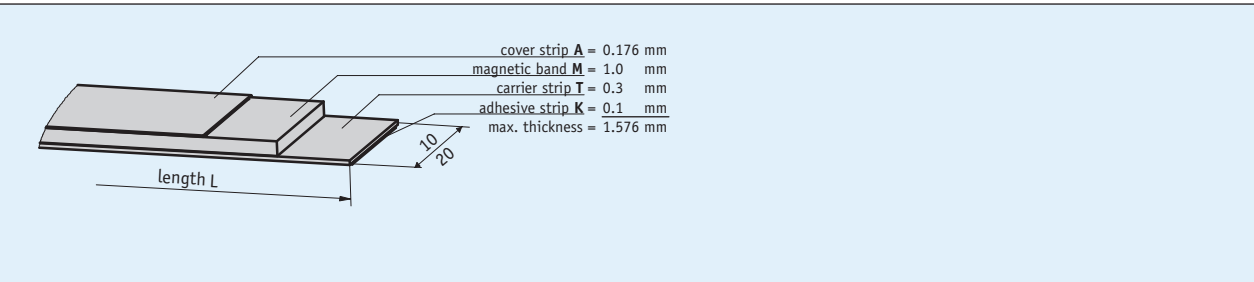 cover strip A = 0.176 mm
magnetic band M = 1.0 mm
carrier strip T = 0.3 mm
adhesive strip K = 0.1 mm
max. thickness = 1.576 mm
10
20
length L